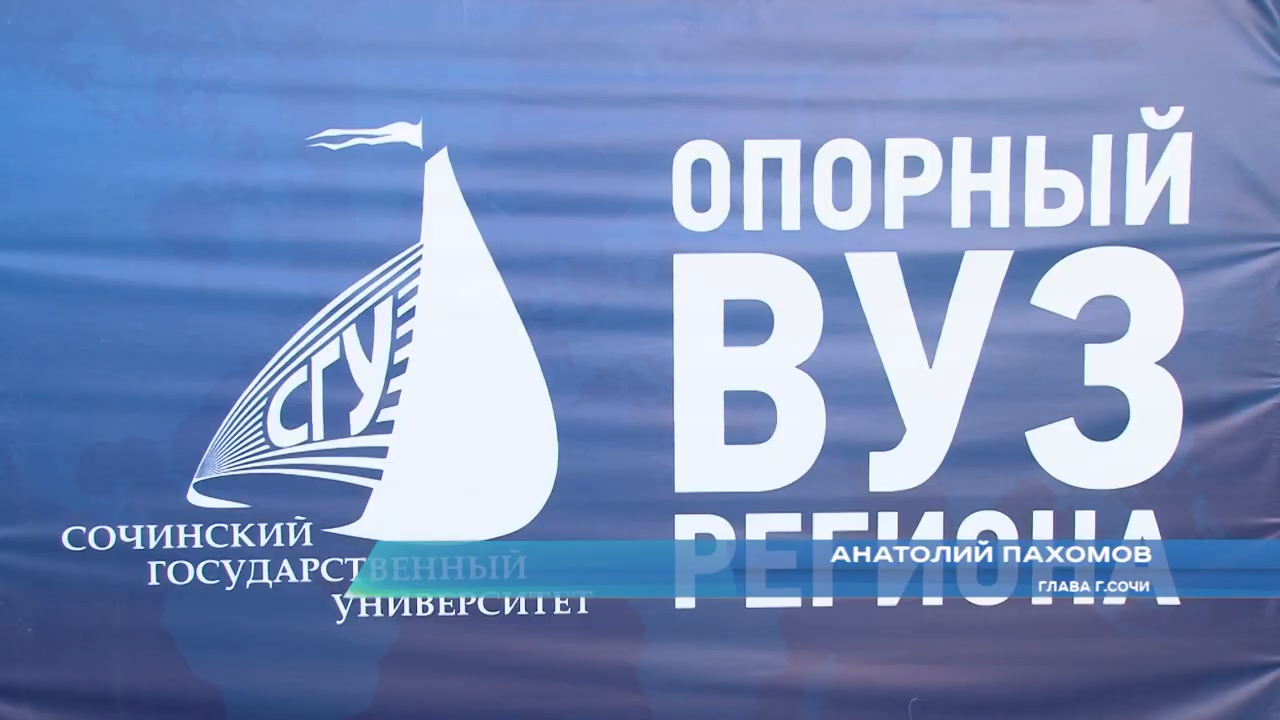 СГУ
СОЧИНСКИЙ
ГОСУДАРСТВЕННЫЙ
УНИВЕРСИТЕТ
ОПОРНЫЙ
ВУЗ
РЕГИОНА
АНАТОЛИЙ ПАХОМОВ
ГЛАВА Г.СОЧИ